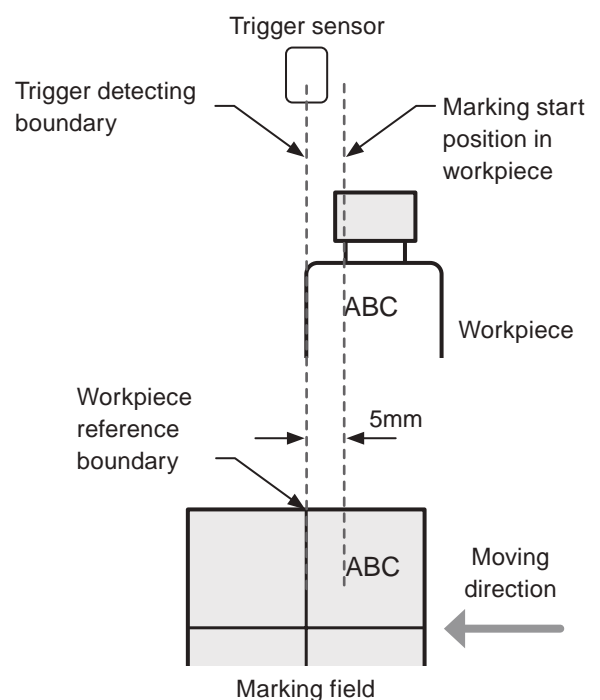 Trigger sensor
Trigger detecting
boundary
Marking start
position in
workpiece
ABC
Workpiece
Workpiece
reference
boundary
5mm
ABC
Moving
direction
Marking field